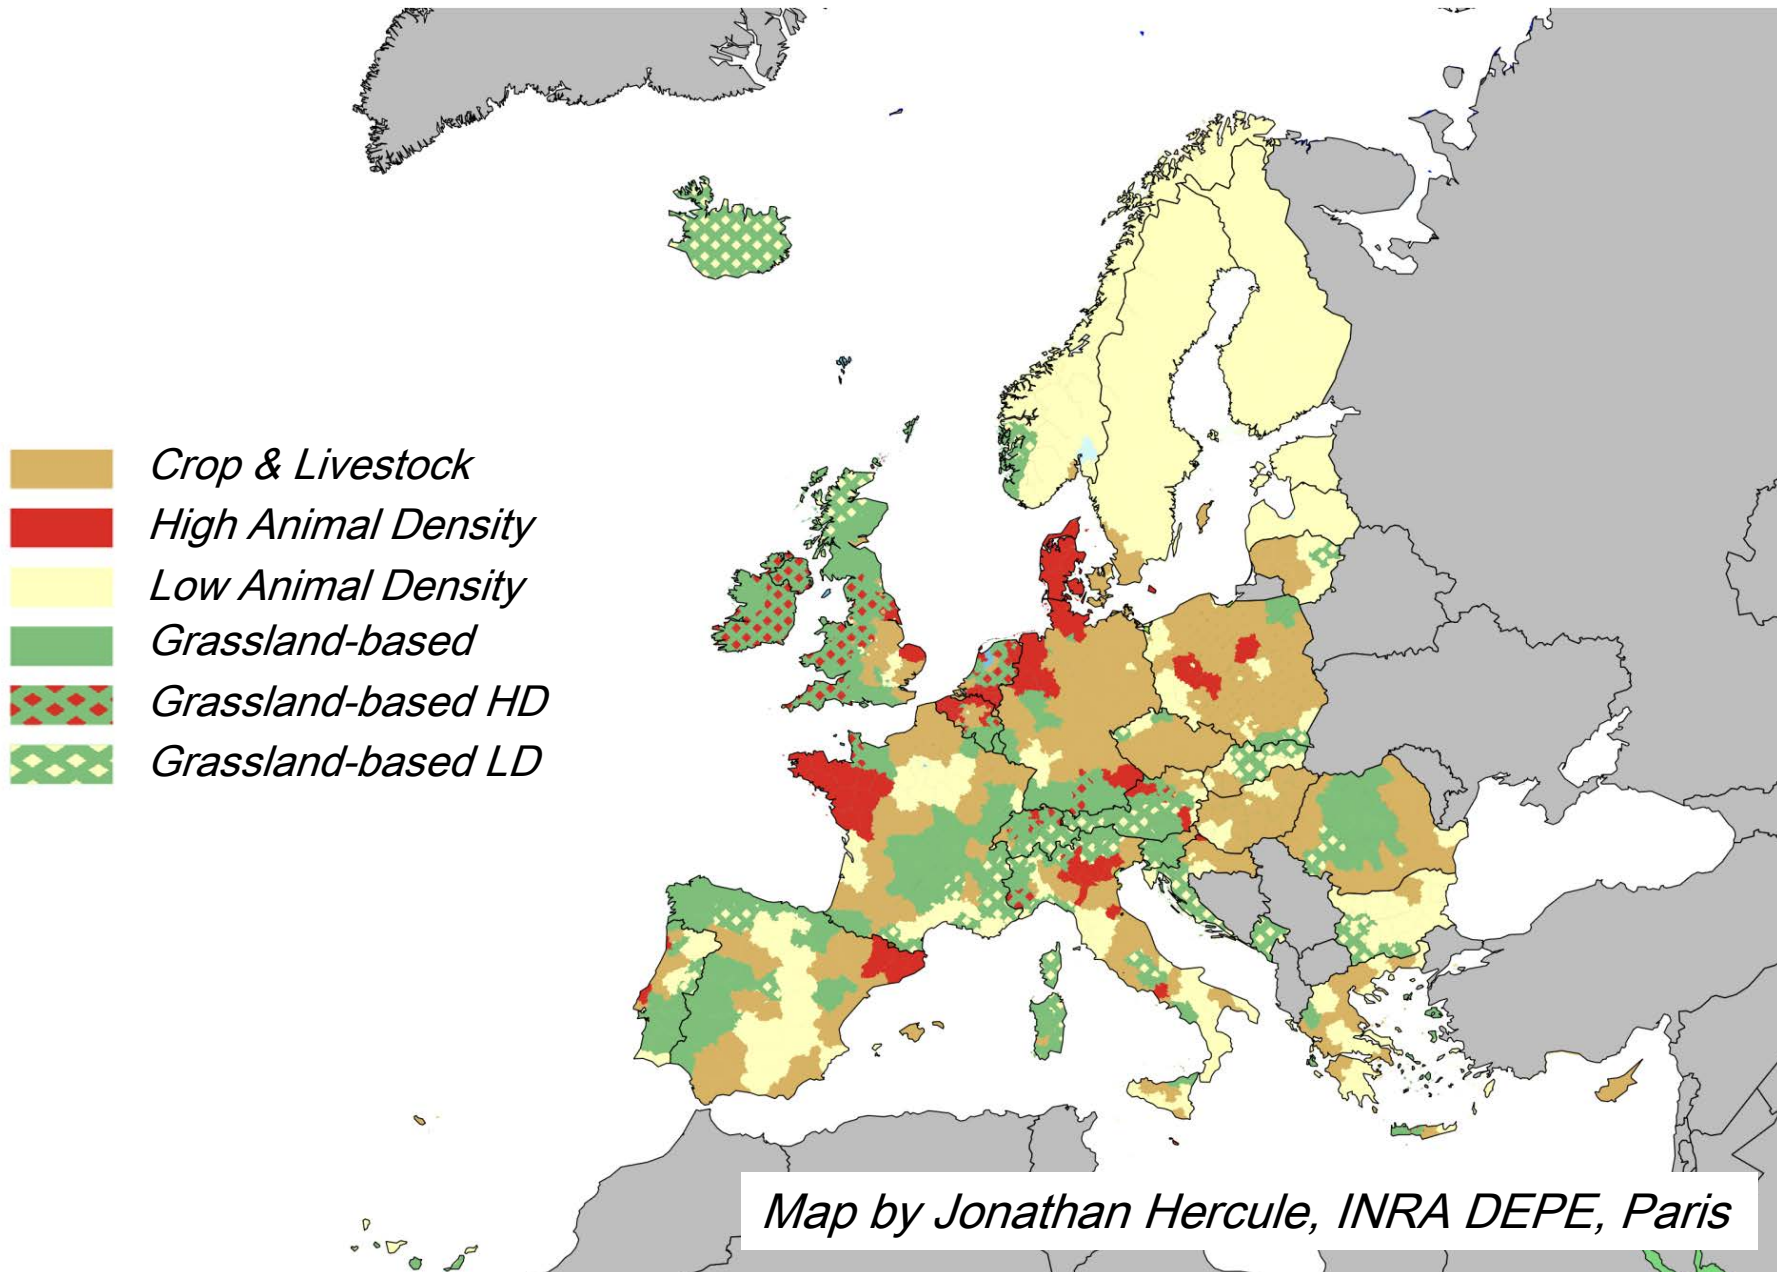 Crop & Livestock
High Animal Density
Low Animal Density
Grassland-based
Grassland-based HD
Grassland-based LD
Map by Jonathan Hercule, INRA DEPE, Paris